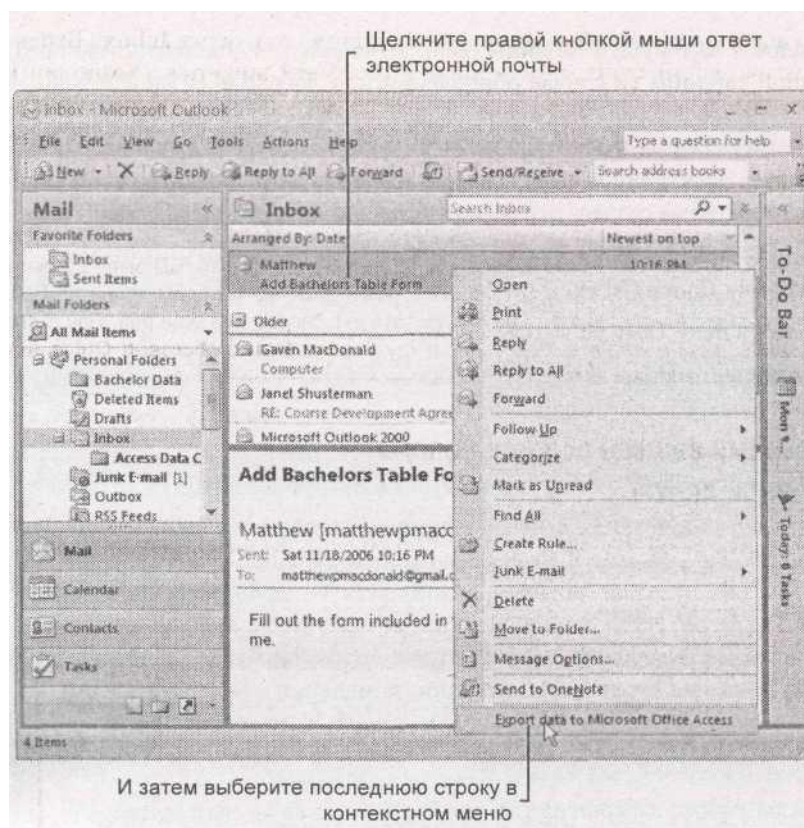 Щелкните правой кнопкой мыши ответ
электронной почты
Inbox - Microsoft Outlook
File Edit View Go Tools Actions Help
Type a question for help
New Reply Reply to All Forward Send/Receive Search address books
Mail
Favorite Folders
Inbox
Sent Items
Mail Folders
All Mail Items
Personal Folders
Bachelor Data
Deleted Items
Drafts
Inbox
Access Data C
Junk E-mail [1]
Outbox
RSS Feeds
Mail
Calendar
Contacts
Tasks
4 Items
Inbox
Search Inbox
Arranged By: Date Newest on top
Matthew 10:16 PM
Add Bachelors Table Form
Older
Gaven MacDonald
Computer
Janet Shusterman
RE: Course Development Agre
Microsoft Outlook 2000
Add Bachelors Table Fo
Matthew [matthewpmacd
Sent: Sat 11/18/2006 10:16 PM
To: matthewpmacdonald@gmail.c
Fill out the form included in
me.
Open
Print
Reply
Reply to All
Forward
Follow Up
Categorize
Mark as Unread
Find All
Create Rule...
Junk E-mail
Delete
Move to Folder...
Message Options...
Send to OneNote
Export data to Microsoft Office Access
To-Do Bar
Mon
Today: 6 Tasks
И затем выберите последнюю строку в
контекстном меню